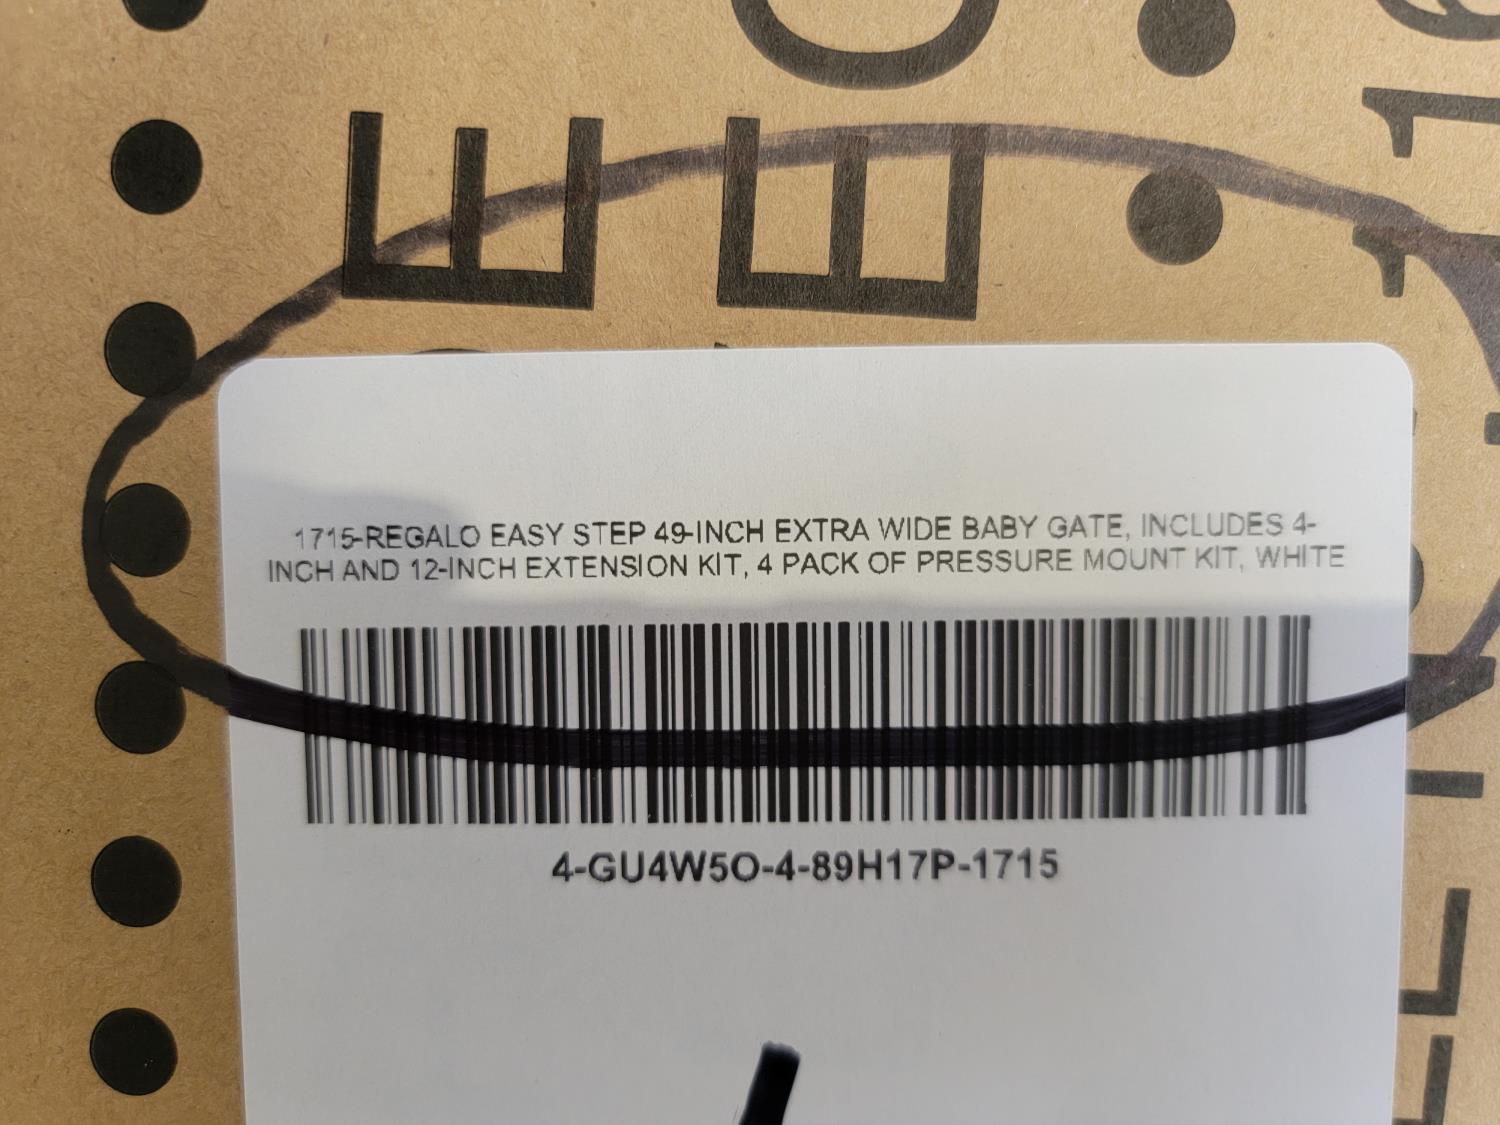 1715-REGALO EASY STEP 49-INCH EXTRA WIDE BABY GATE, INCLUDES 4-
INCH AND 12-INCH EXTENSION KIT, 4 PACK OF PRESSURE MOUNT KIT, WHITE
4-GU4W5O-4-89H17P-1715